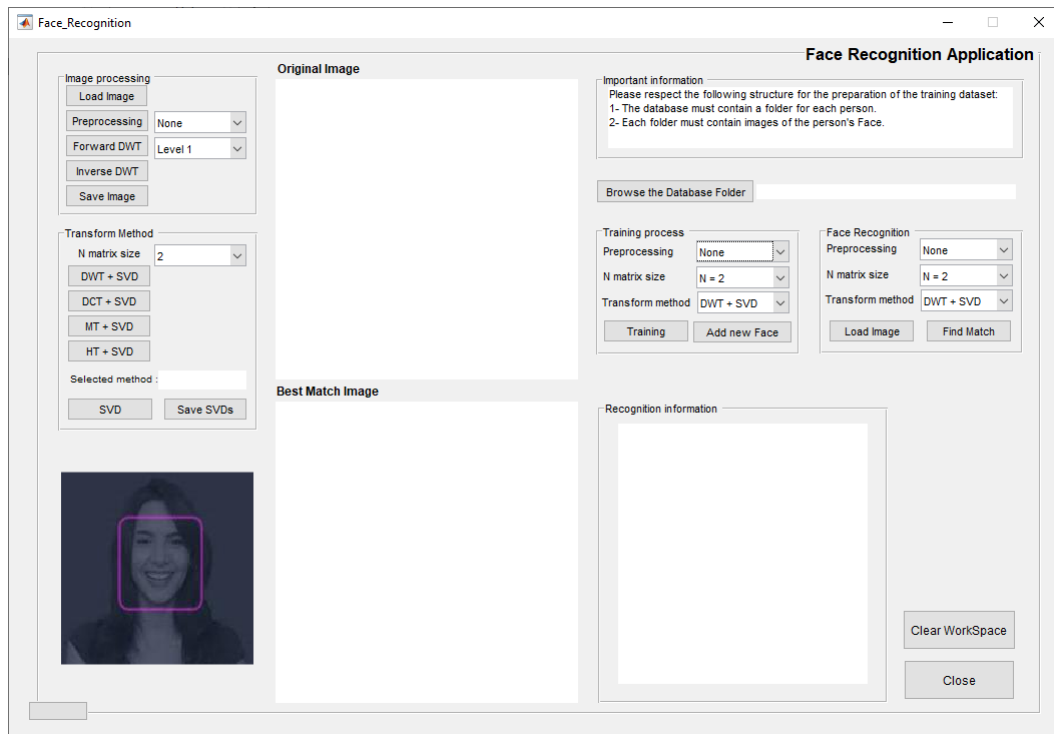 Face_Recognition
Face Recognition Application
Image processing
Load Image
Preprocessing None
Forward DWT Level 1
Inverse DWT
Save Image
Transform Method
N matrix size 2
DWT + SVD
DCT + SVD
MT + SVD
HT + SVD
Selected method :
SVD Save SVDs
Original Image
Best Match Image
Important information
Please respect the following structure for the preparation of the training dataset:
1- The database must contain a folder for each person.
2- Each folder must contain images of the person's Face.
Browse the Database Folder
Training process
Preprocessing None
N matrix size N = 2
Transform method DWT + SVD
Training Add new Face
Face Recognition
Preprocessing None
N matrix size N = 2
Transform method DWT + SVD
Load Image Find Match
Recognition information
Clear WorkSpace
Close